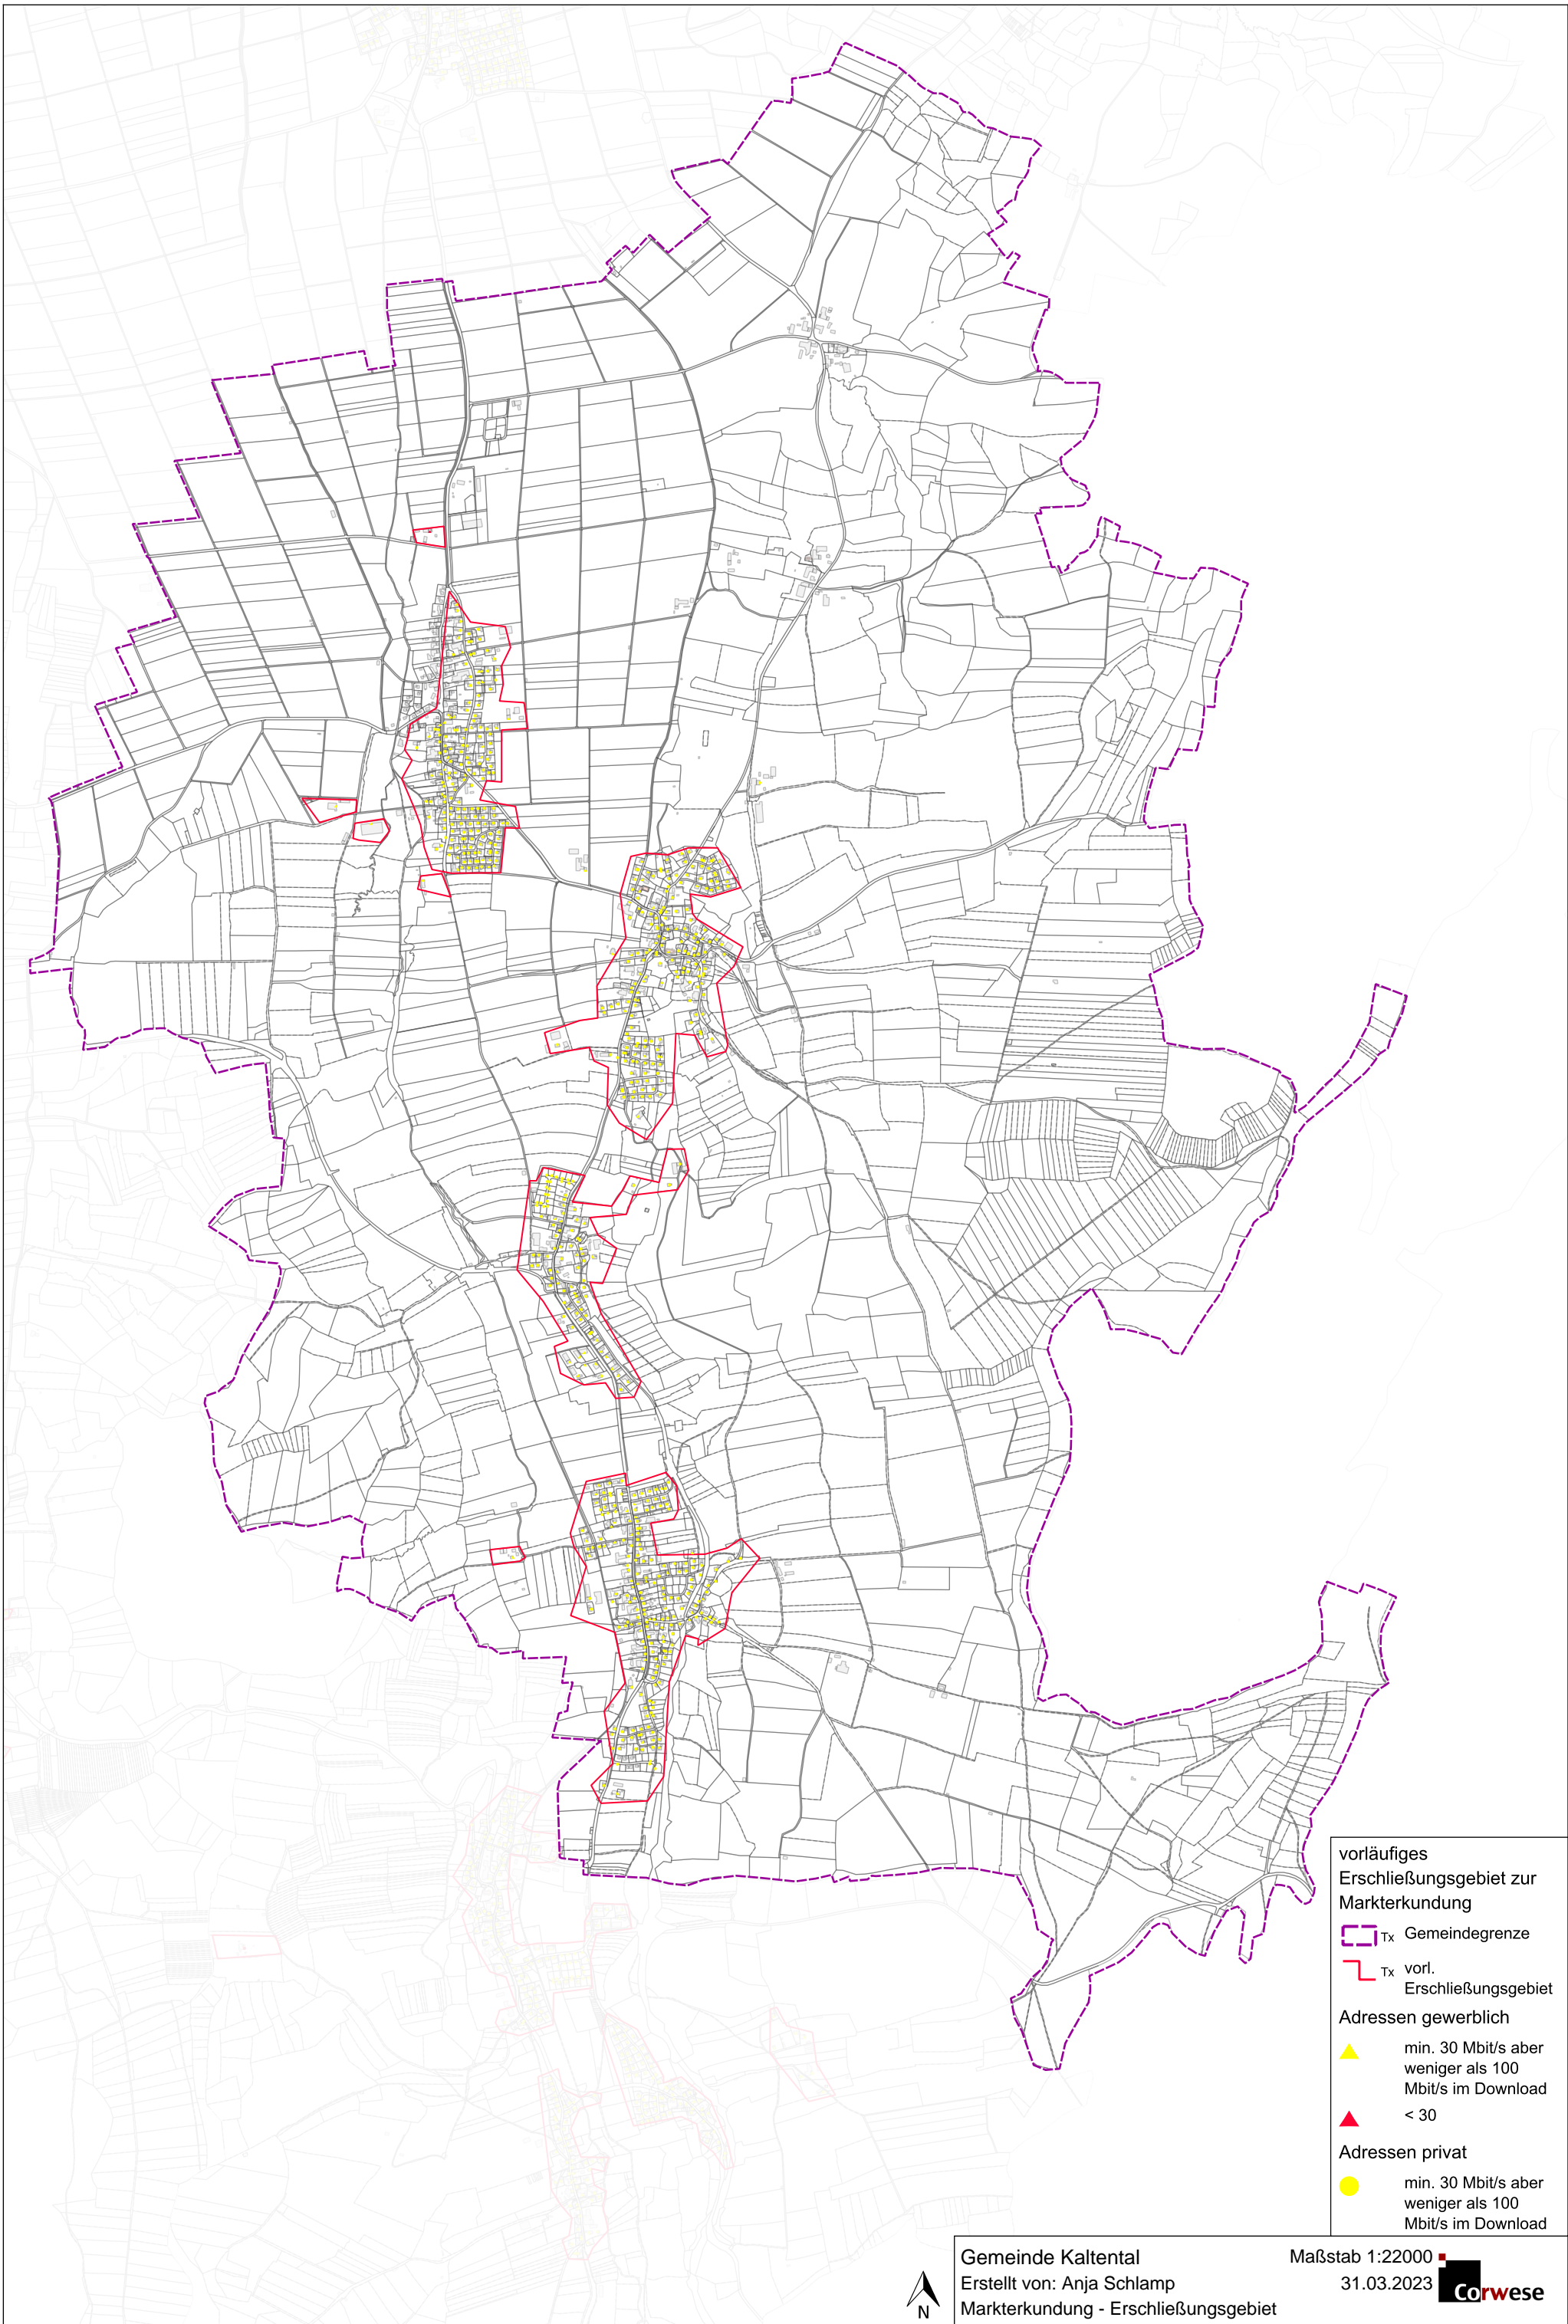 vorläufiges
Erschließungsgebiet zur
Markterkundung
Tx Gemeindegrenze
Tx vorl.
Erschließungsgebiet
Adressen gewerblich
min. 30 Mbit/s aber
weniger als 100
Mbit/s im Download
< 30
Adressen privat
min. 30 Mbit/s aber
weniger als 100
Mbit/s im Download
Gemeinde Kaltental
Maßstab 1:22000
Erstellt von: Anja Schlamp
31.03.2023
Markterkundung - Erschließungsgebiet
Corwese
N